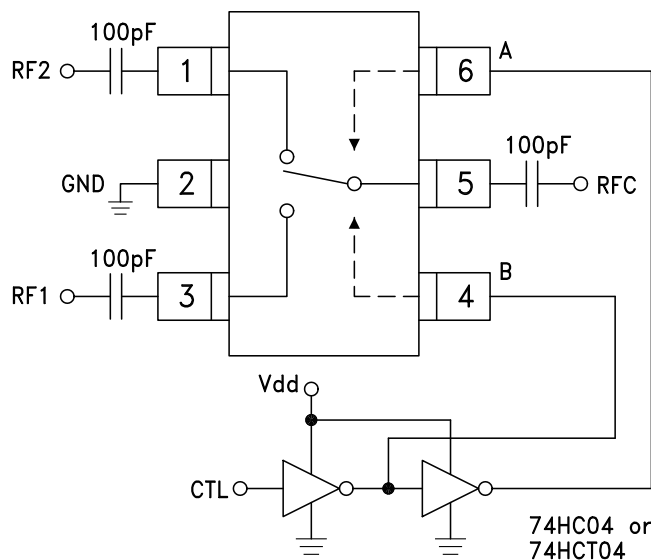 100pF
RF2
1
6
A
GND
2
5
100pF
RFC
100pF
RF1
3
4
B
Vdd
CTL
74HC04 or
74HCT04